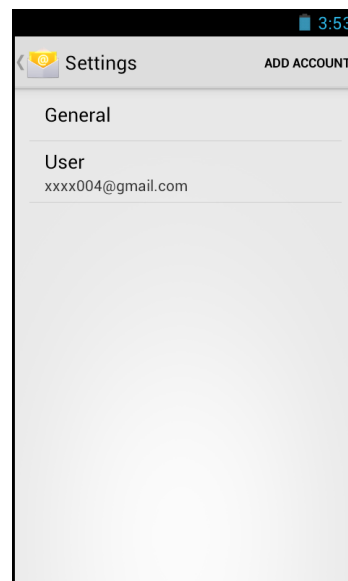 3:53
Settings
ADD ACCOUNT
General
User
xxxx004@gmail.com